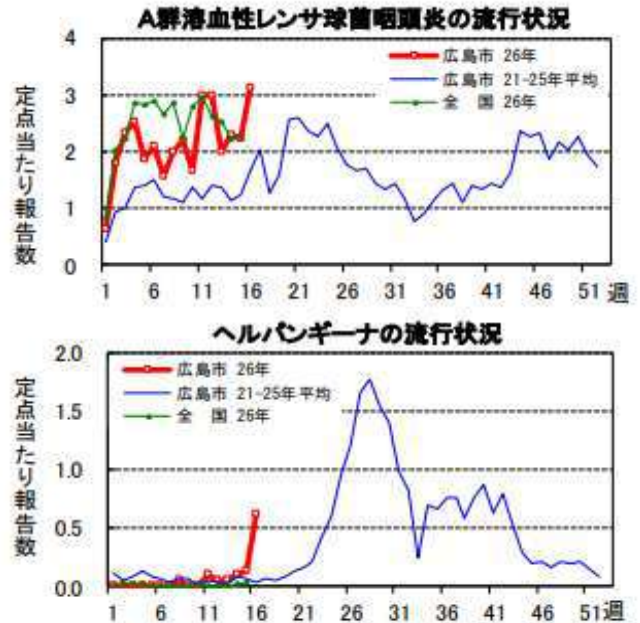 A群溶血性レンサ球菌咽頭炎の流行状況
定点当たり報告数
4
3
2
1
0
広島市 26年
広島市 21-25年平均
全 国 26年
1 6 11 16 21 26 31 36 41 46 51 週
ヘルパンギーナの流行状況
定点当たり報告数
2.0
1.5
1.0
0.5
0.0
広島市 26年
広島市 21-25年平均
全 国 26年
1 6 11 16 21 26 31 36 41 46 51 週